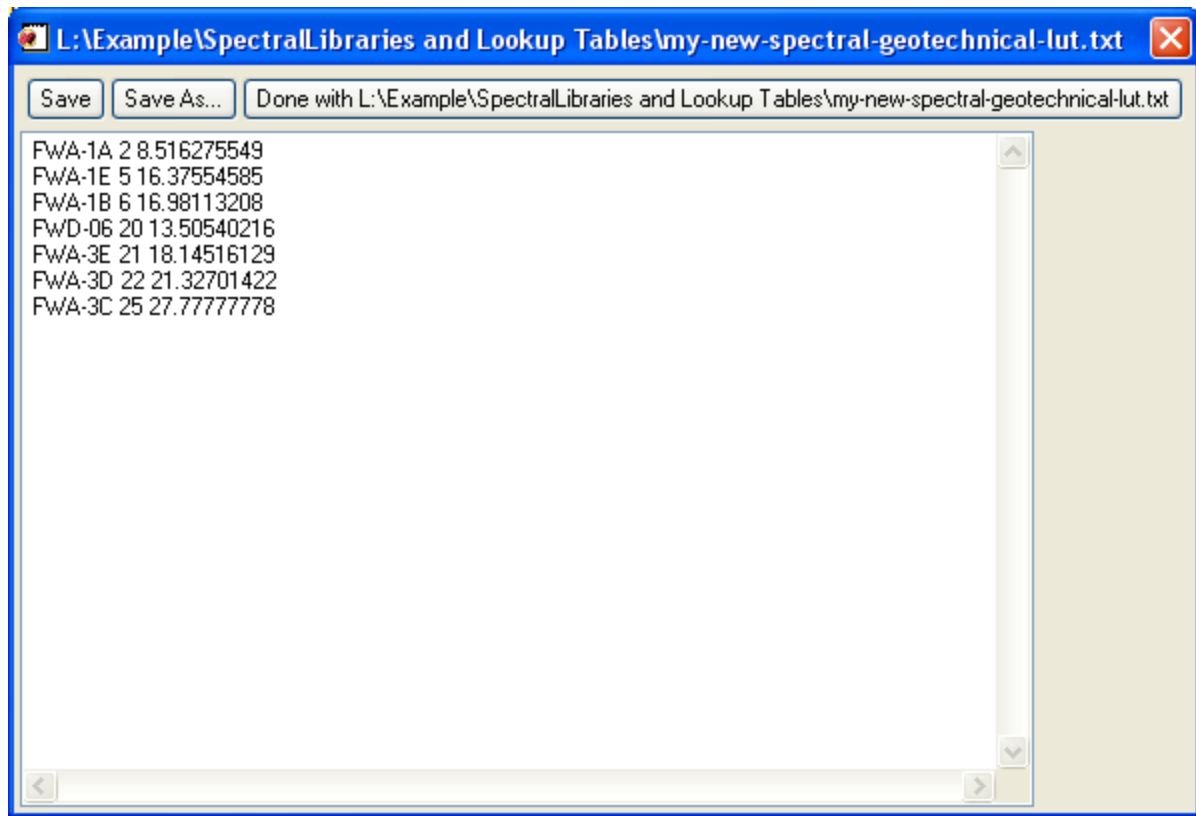 L:\Example\SpectralLibraries and Lookup Tables\my-new-spectral-geotechnical-lut.txt
Save Save As... Done with L:\Example\SpectralLibraries and Lookup Tables\my-new-spectral-geotechnical-lut.txt
FWA-1A 2 8.516275549
FWA-1E 5 16.37554585
FWA-1B 6 16.98113208
FWD-06 20 13.50540216
FWA-3E 21 18.14516129
FWA-3D 22 21.32701422
FWA-3C 25 27.77777778